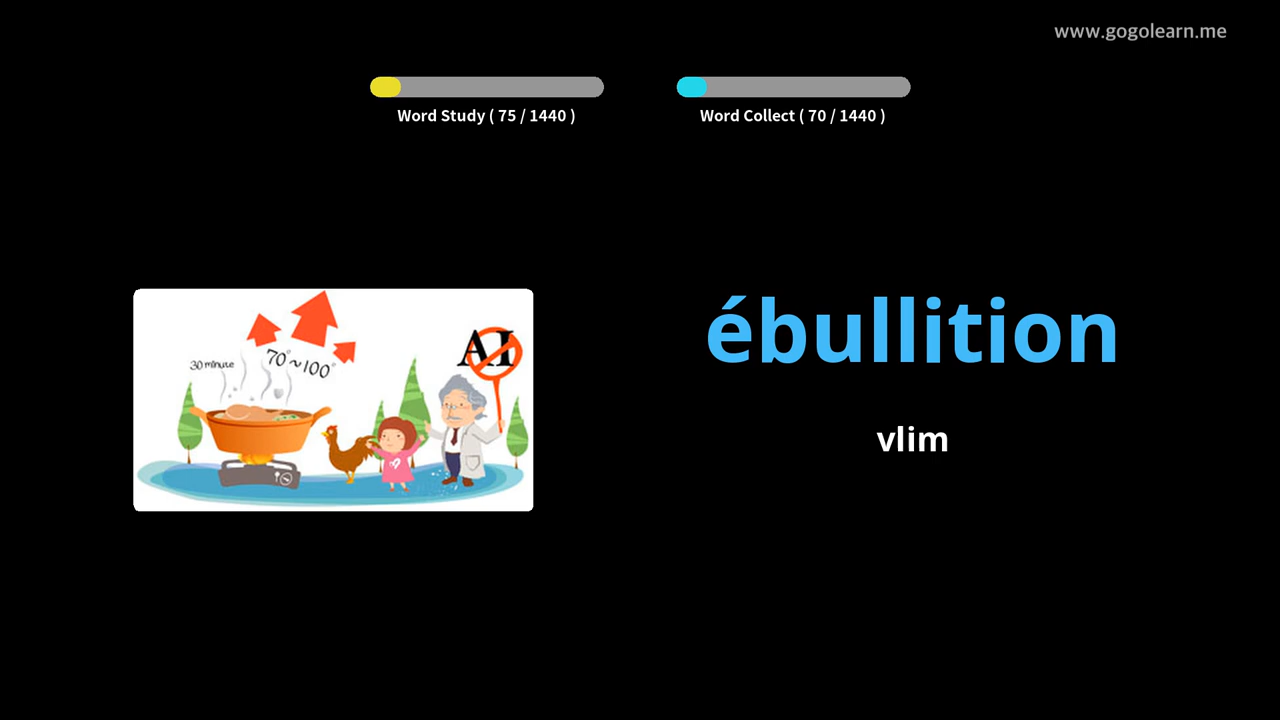 www.gogolearn.me
Word Study ( 75 / 1440 )
Word Collect ( 70 / 1440 )
30 minute
70°~100°
AI
ébullition
vlim